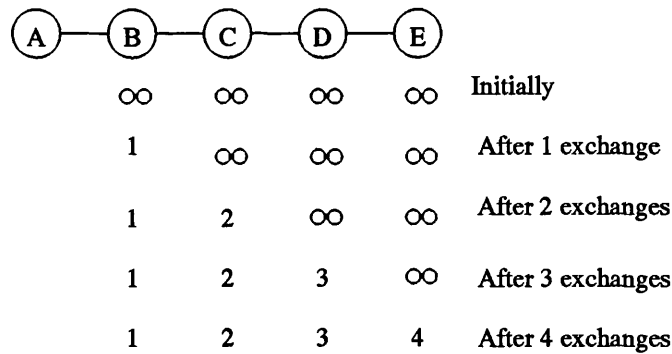 A B C D E
∞ ∞ ∞ ∞ Initially
1 ∞ ∞ ∞ After 1 exchange
1 2 ∞ ∞ After 2 exchanges
1 2 3 ∞ After 3 exchanges
1 2 3 4 After 4 exchanges